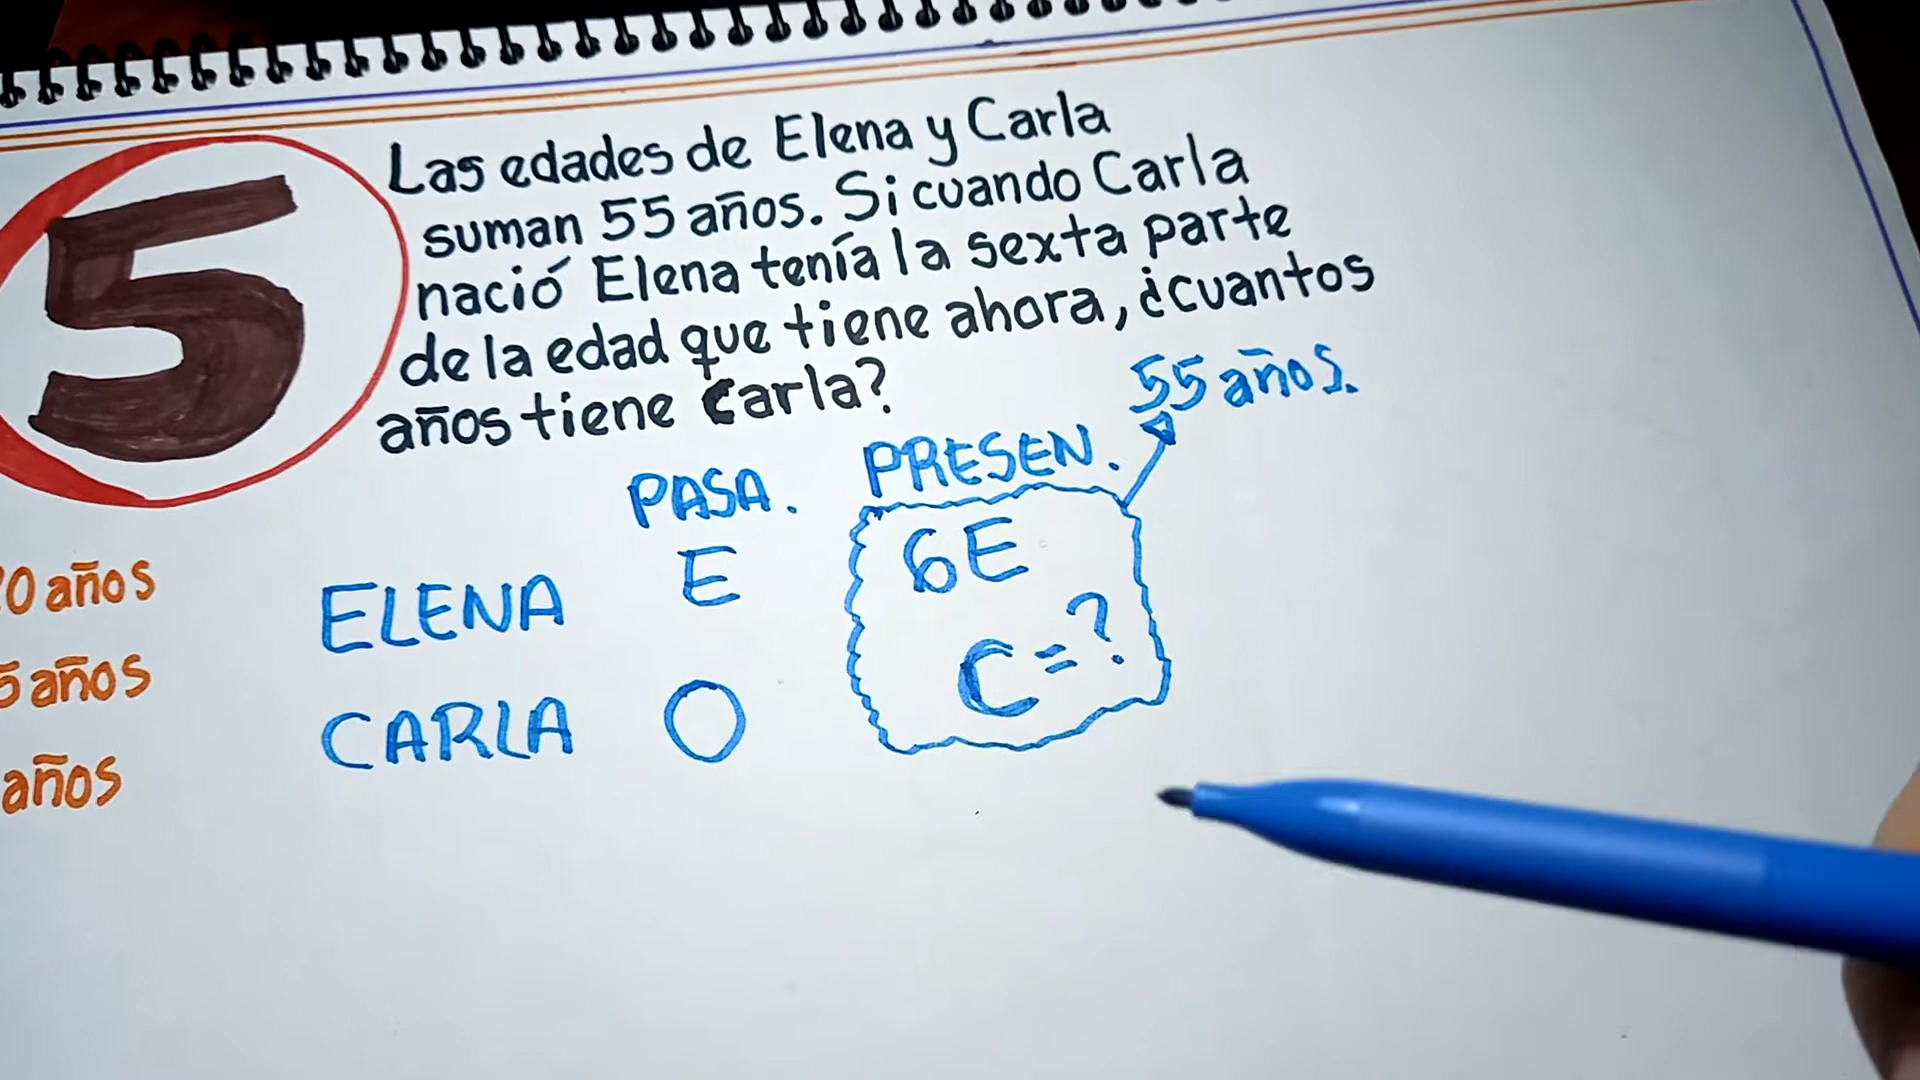 5
Las edades de Elena y Carla
suman 55 años. Si cuando Carla
nació Elena tenía la sexta parte
de la edad que tiene ahora, ¿cuantos
años tiene Carla?
55 años.
PASA. PRESEN.
ELENA E 6E
CARLA O C=?
0 años
5 años
años